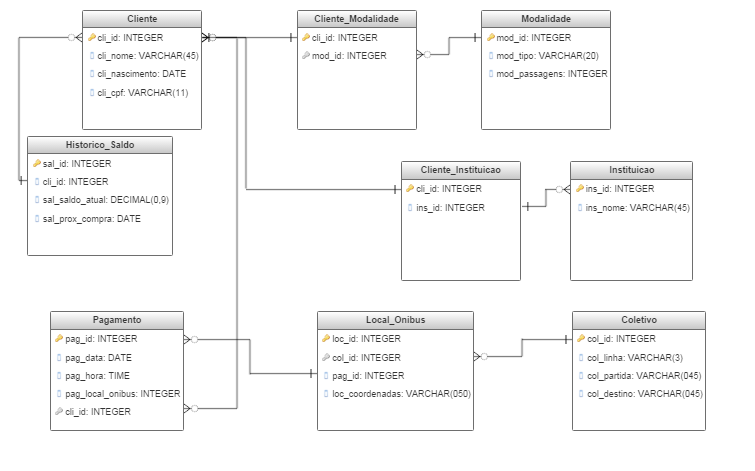 Cliente
cli_id: INTEGER
cli_nome: VARCHAR(45)
cli_nascimento: DATE
cli_cpf: VARCHAR(11)
Cliente_Modalidade
cli_id: INTEGER
mod_id: INTEGER
Modalidade
mod_id: INTEGER
mod_tipo: VARCHAR(20)
mod_passagens: INTEGER
Historico_Saldo
sal_id: INTEGER
cli_id: INTEGER
sal_saldo_atual: DECIMAL(0,9)
sal_prox_compra: DATE
Cliente_Instituicao
cli_id: INTEGER
ins_id: INTEGER
Instituicao
ins_id: INTEGER
ins_nome: VARCHAR(45)
Pagamento
pag_id: INTEGER
pag_data: DATE
pag_hora: TIME
pag_local_onibus: INTEGER
cli_id: INTEGER
Local_Onibus
loc_id: INTEGER
col_id: INTEGER
pag_id: INTEGER
loc_coordenadas: VARCHAR(050)
Coletivo
col_id: INTEGER
col_linha: VARCHAR(3)
col_partida: VARCHAR(045)
col_destino: VARCHAR(045)